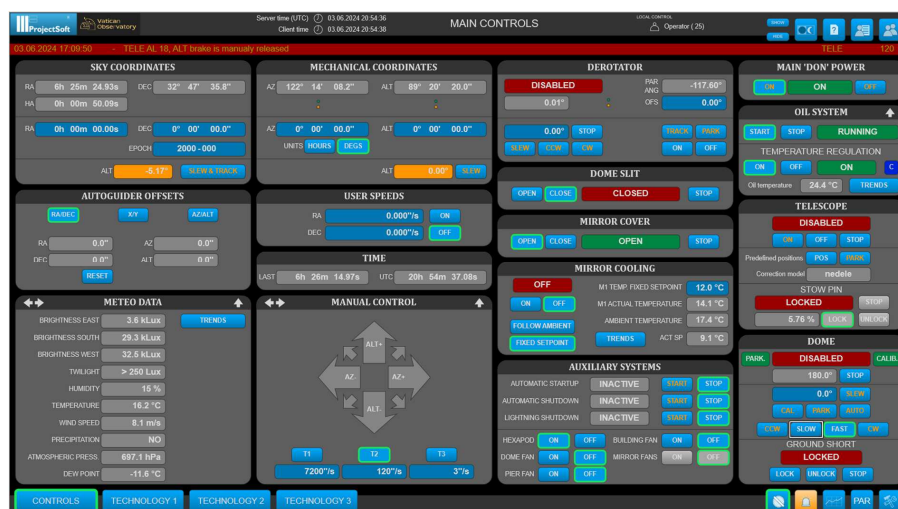 ProjectSoft
Vatican
Observatory
Server time (UTC) 03.06.2024 20:54:36
Client time 03.06.2024 20:54:38
MAIN CONTROLS
LOCAL CONTROL
Operator ( 25)
SHOW
HIDE
03.06.2024 17:09:50 - TELE AL 18, ALT brake is manualy released
TELE 120
SKY COORDINATES
RA 6h 25m 24.93s DEC 32° 47' 35.8"
HA 0h 00m 50.09s
RA 0h 00m 00.00s DEC 0° 00' 00.0"
EPOCH 2000 - 000
ALT -5.17° SLEW & TRACK
MECHANICAL COORDINATES
AZ 122° 14' 08.2" ALT 89° 20' 20.0"
AZ 0° 00' 00.0" ALT 0° 00' 00.0"
UNITS HOURS DEGS
ALT 0.00° SLEW
DEROTATOR
DISABLED PAR ANG -117.60°
0.01° OFS 0.00°
0.00° STOP TRACK PARK
SLEW CCW CW ON OFF
MAIN 'DON' POWER
ON ON OFF
OIL SYSTEM
START STOP RUNNING
TEMPERATURE REGULATION
ON OFF ON C
Oil temperature 24.4 °C TRENDS
AUTOGUIDER OFFSETS
RA/DEC X/Y AZ/ALT
RA 0.0" AZ 0.0"
DEC 0.0" ALT 0.0"
RESET
USER SPEEDS
RA 0.000"/s ON
DEC 0.000"/s OFF
TIME
LAST 6h 26m 14.97s UTC 20h 54m 37.08s
DOME SLIT
OPEN CLOSE CLOSED STOP
MIRROR COVER
OPEN CLOSE OPEN STOP
MIRROR COOLING
OFF M1 TEMP. FIXED SETPOINT 12.0 °C
ON OFF M1 ACTUAL TEMPERATURE 14.1 °C
FOLLOW AMBIENT AMBIENT TEMPERATURE 17.4 °C
FIXED SETPOINT TRENDS ACT SP 9.1 °C
TELESCOPE
DISABLED
ON OFF STOP
Predefined positions POS PARK
Correction model nedele
STOW PIN
LOCKED STOP
5.76 % LOCK UNLOCK
METEO DATA
BRIGHTNESS EAST 3.6 kLux TRENDS
BRIGHTNESS SOUTH 29.3 kLux
BRIGHTNESS WEST 32.5 kLux
TWILIGHT > 250 Lux
HUMIDITY 15 %
TEMPERATURE 16.2 °C
WIND SPEED 8.1 m/s
PRECIPITATION NO
ATMOSPHERIC PRESS. 697.1 hPa
DEW POINT -11.6 °C
MANUAL CONTROL
ALT+
AZ- AZ+
ALT-
T1 T2 T3
7200"/s 120"/s 3"/s
AUXILIARY SYSTEMS
AUTOMATIC STARTUP INACTIVE START STOP
AUTOMATIC SHUTDOWN INACTIVE START STOP
LIGHTNING SHUTDOWN INACTIVE START STOP
HEXAPOD ON OFF BUILDING FAN ON OFF
DOME FAN ON OFF MIRROR FANS ON OFF
PIER FAN ON OFF
DOME
PARK. DISABLED CALIB.
180.0° STOP
0.0° SLEW
CAL PARK AUTO
CCW SLOW FAST CW
GROUND SHORT
LOCKED
LOCK UNLOCK STOP
CONTROLS TECHNOLOGY 1 TECHNOLOGY 2 TECHNOLOGY 3 PAR